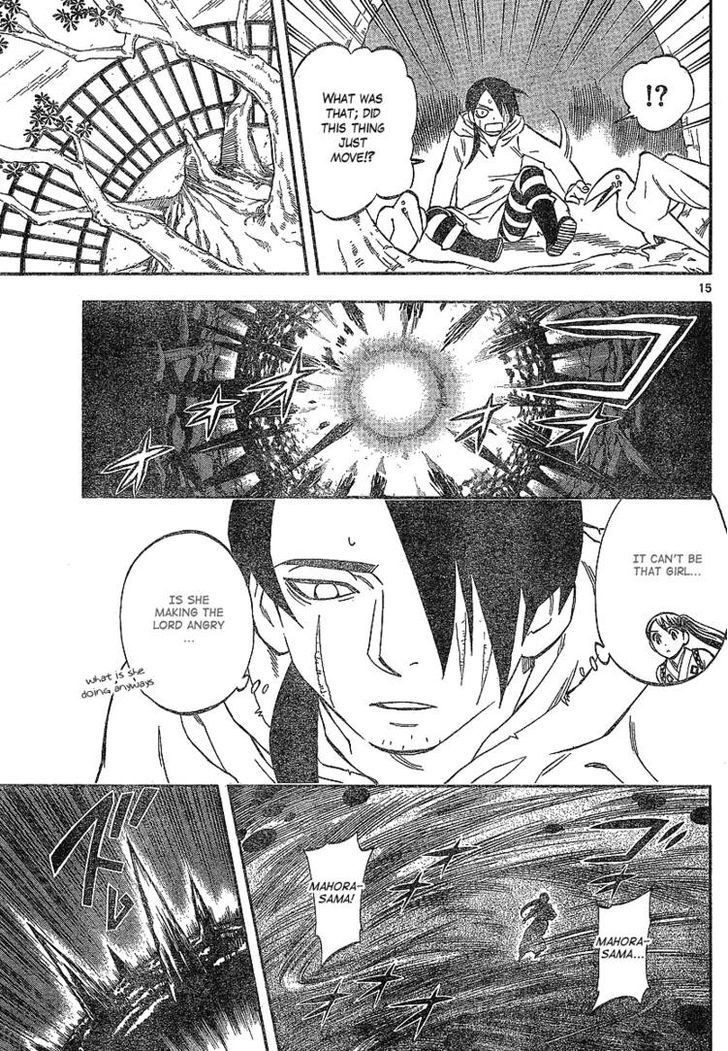 !?
WHAT WAS
THAT; DID
THIS THING
JUST
MOVE!?
15
IT CAN'T BE
THAT GIRL...
IS SHE
MAKING THE
LORD ANGRY
...
what is she
doing anyways
MAHORA-
SAMA...
MAHORA-
SAMA!